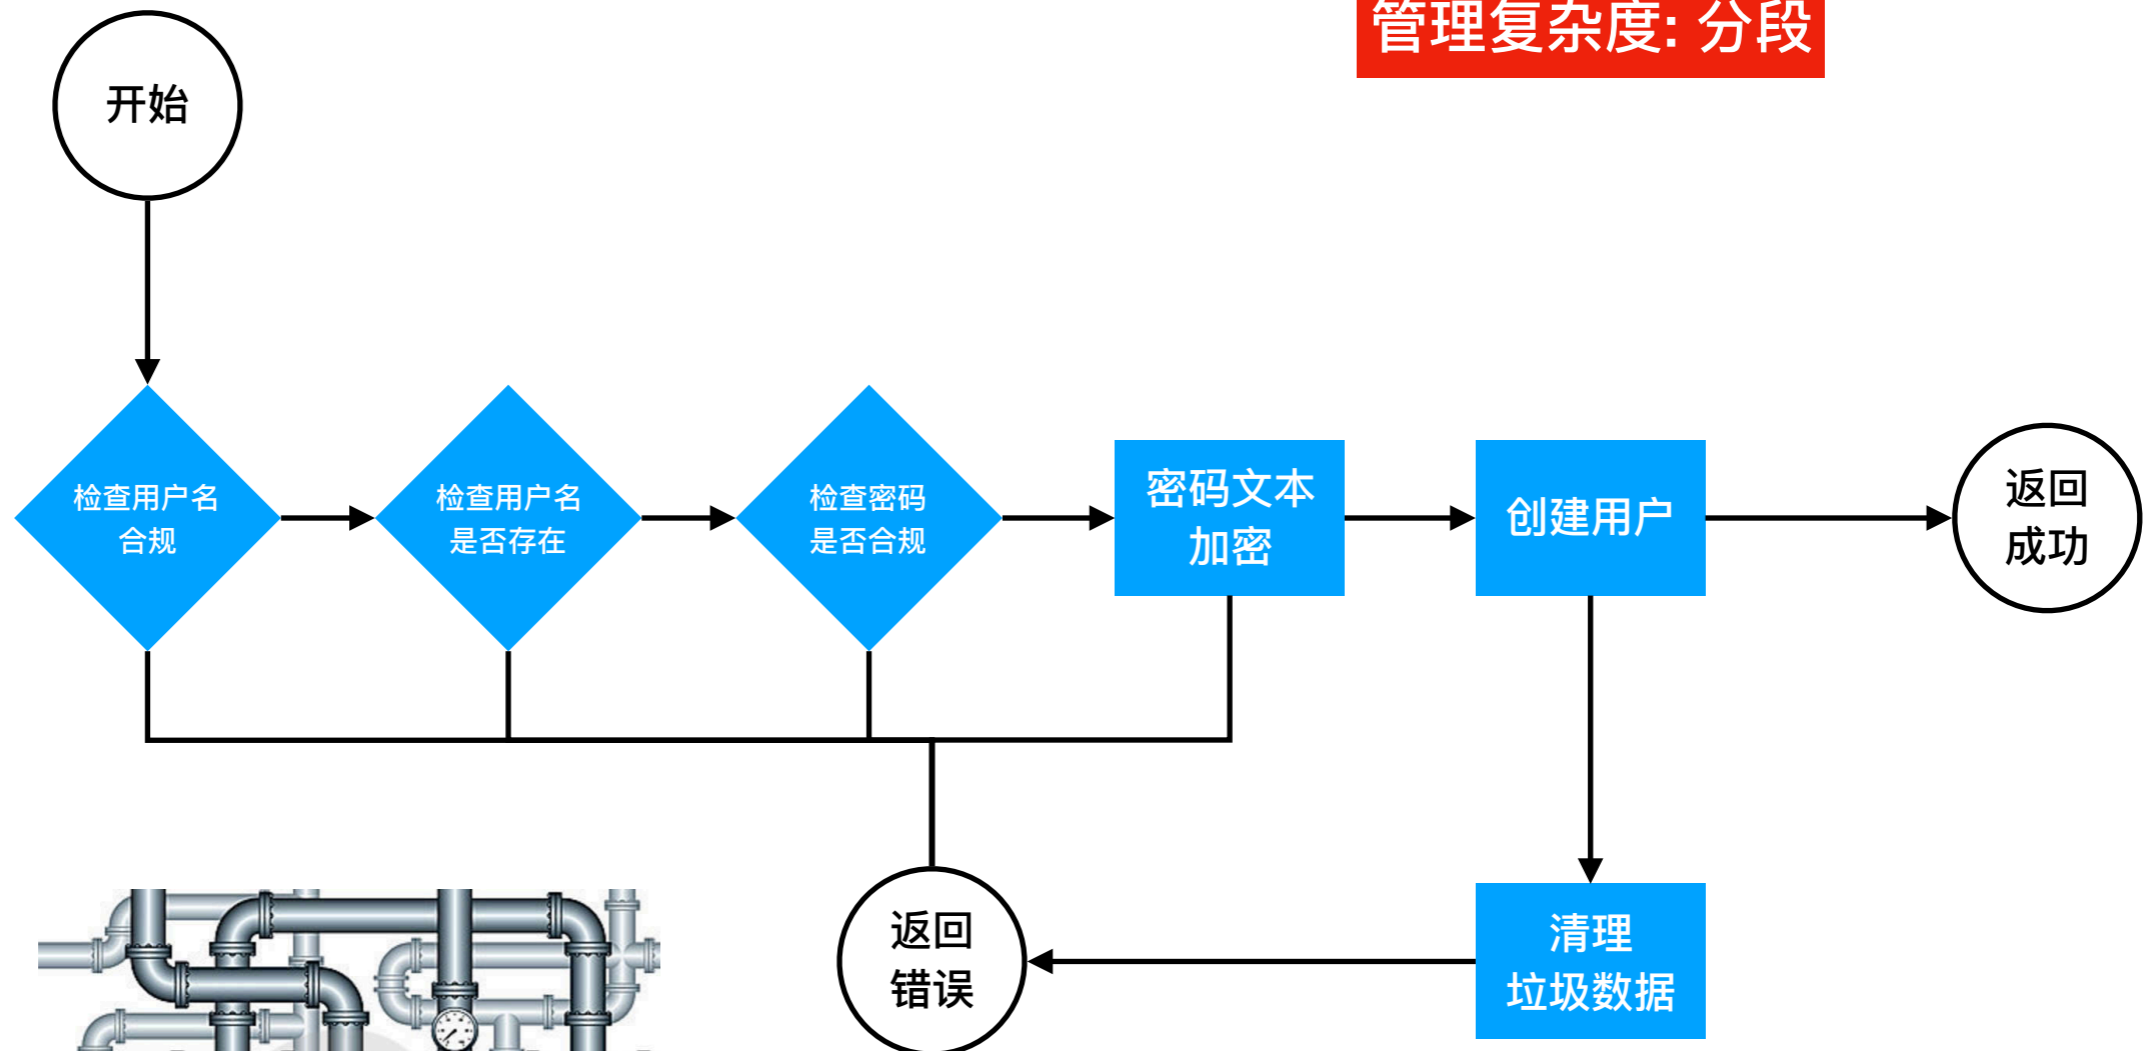 管理复杂度: 分段
开始
检查用户名
合规
检查用户名
是否存在
检查密码
是否合规
密码文本
加密
创建用户
返回
成功
返回
错误
清理
垃圾数据